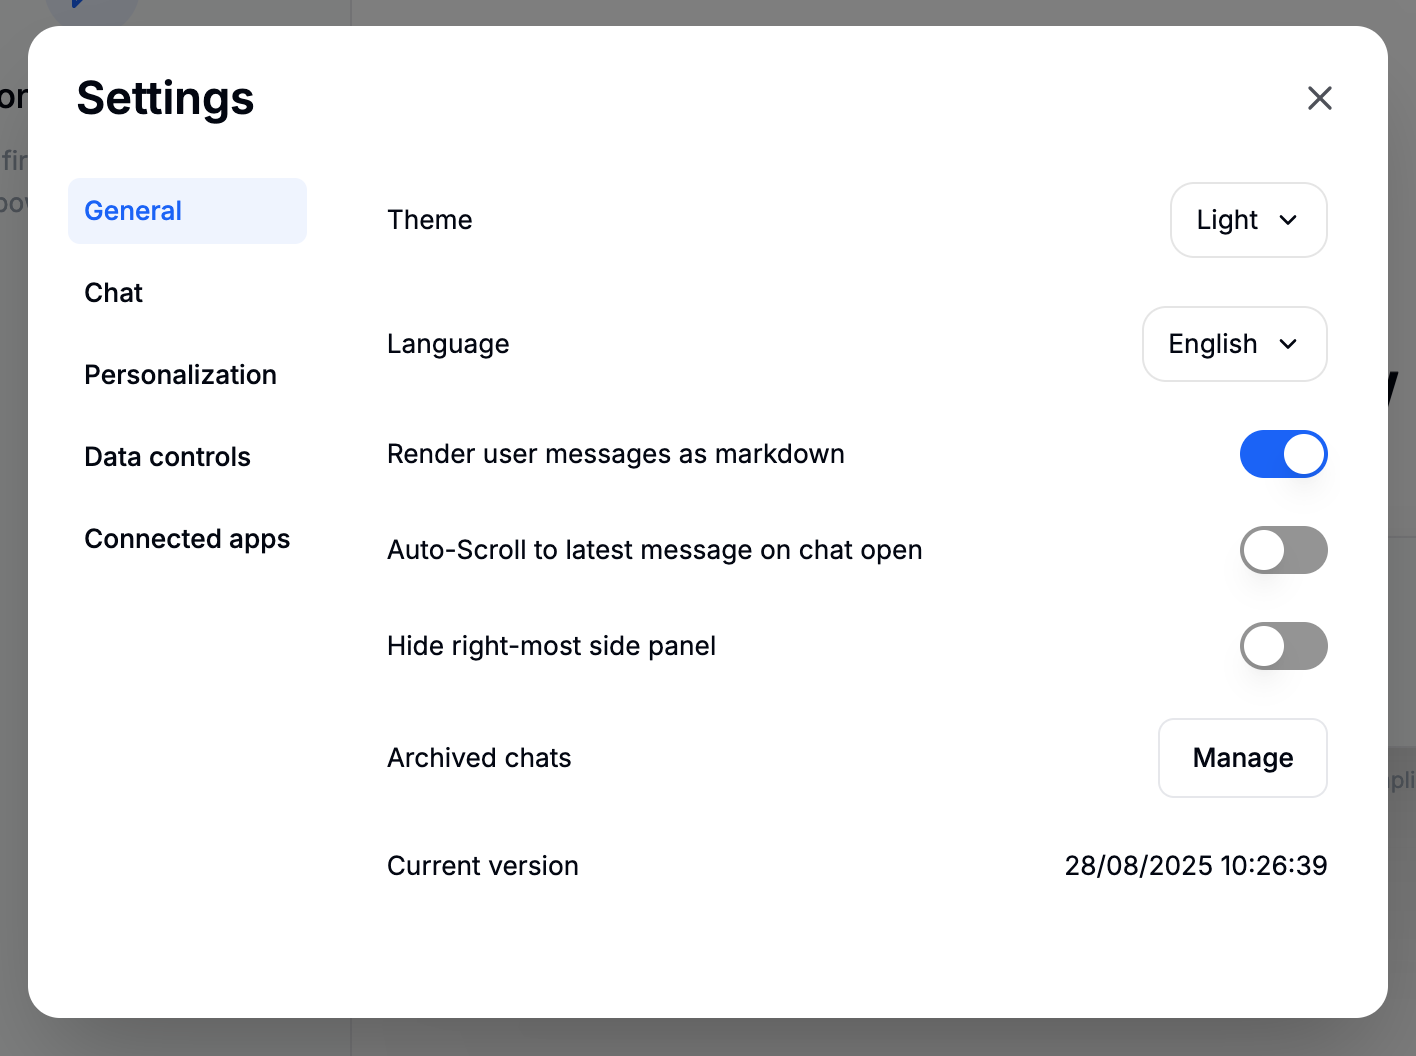 Settings
General
Chat
Personalization
Data controls
Connected apps
Theme
Light
Language
English
Render user messages as markdown
Auto-Scroll to latest message on chat open
Hide right-most side panel
Archived chats
Manage
Current version
28/08/2025 10:26:39